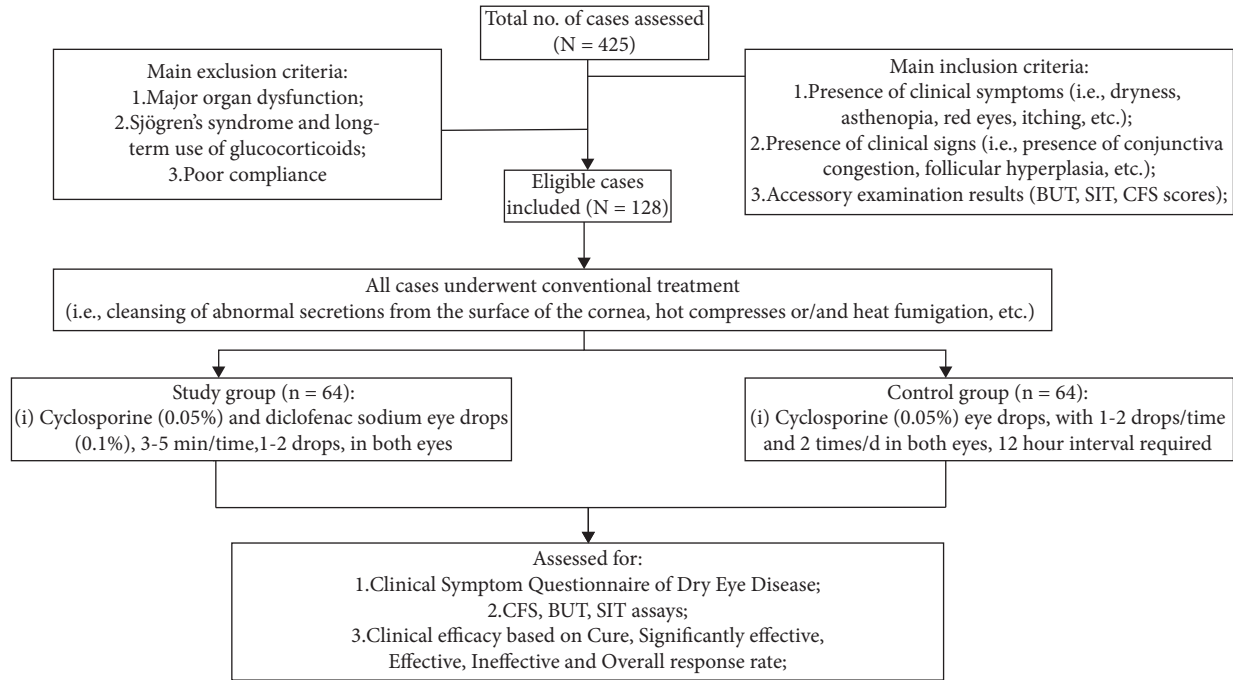 Total no. of cases assessed
(N = 425)
Main exclusion criteria:
1.Major organ dysfunction;
2.Sjögren's syndrome and long-
term use of glucocorticoids;
3.Poor compliance
Main inclusion criteria:
1.Presence of clinical symptoms (i.e., dryness,
asthenopia, red eyes, itching, etc.);
2.Presence of clinical signs (i.e., presence of conjunctiva
congestion, follicular hyperplasia, etc.);
3.Accessory examination results (BUT, SIT, CFS scores);
Eligible cases
included (N = 128)
All cases underwent conventional treatment
(i.e., cleansing of abnormal secretions from the surface of the cornea, hot compresses or/and heat fumigation, etc.)
Study group (n = 64):
(i) Cyclosporine (0.05%) and diclofenac sodium eye drops
(0.1%), 3-5 min/time,1-2 drops, in both eyes
Control group (n = 64):
(i) Cyclosporine (0.05%) eye drops, with 1-2 drops/time
and 2 times/d in both eyes, 12 hour interval required
Assessed for:
1.Clinical Symptom Questionnaire of Dry Eye Disease;
2.CFS, BUT, SIT assays;
3.Clinical efficacy based on Cure, Significantly effective,
Effective, Ineffective and Overall response rate;